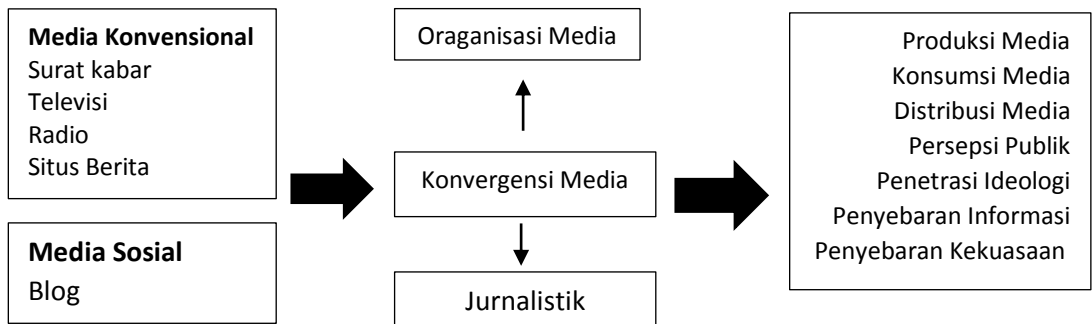 Media Konvensional
Surat kabar
Televisi
Radio
Situs Berita
Media Sosial
Blog
Oraganisasi Media
Konvergensi Media
Jurnalistik
Produksi Media
Konsumsi Media
Distribusi Media
Persepsi Publik
Penetrasi Ideologi
Penyebaran Informasi
Penyebaran Kekuasaan